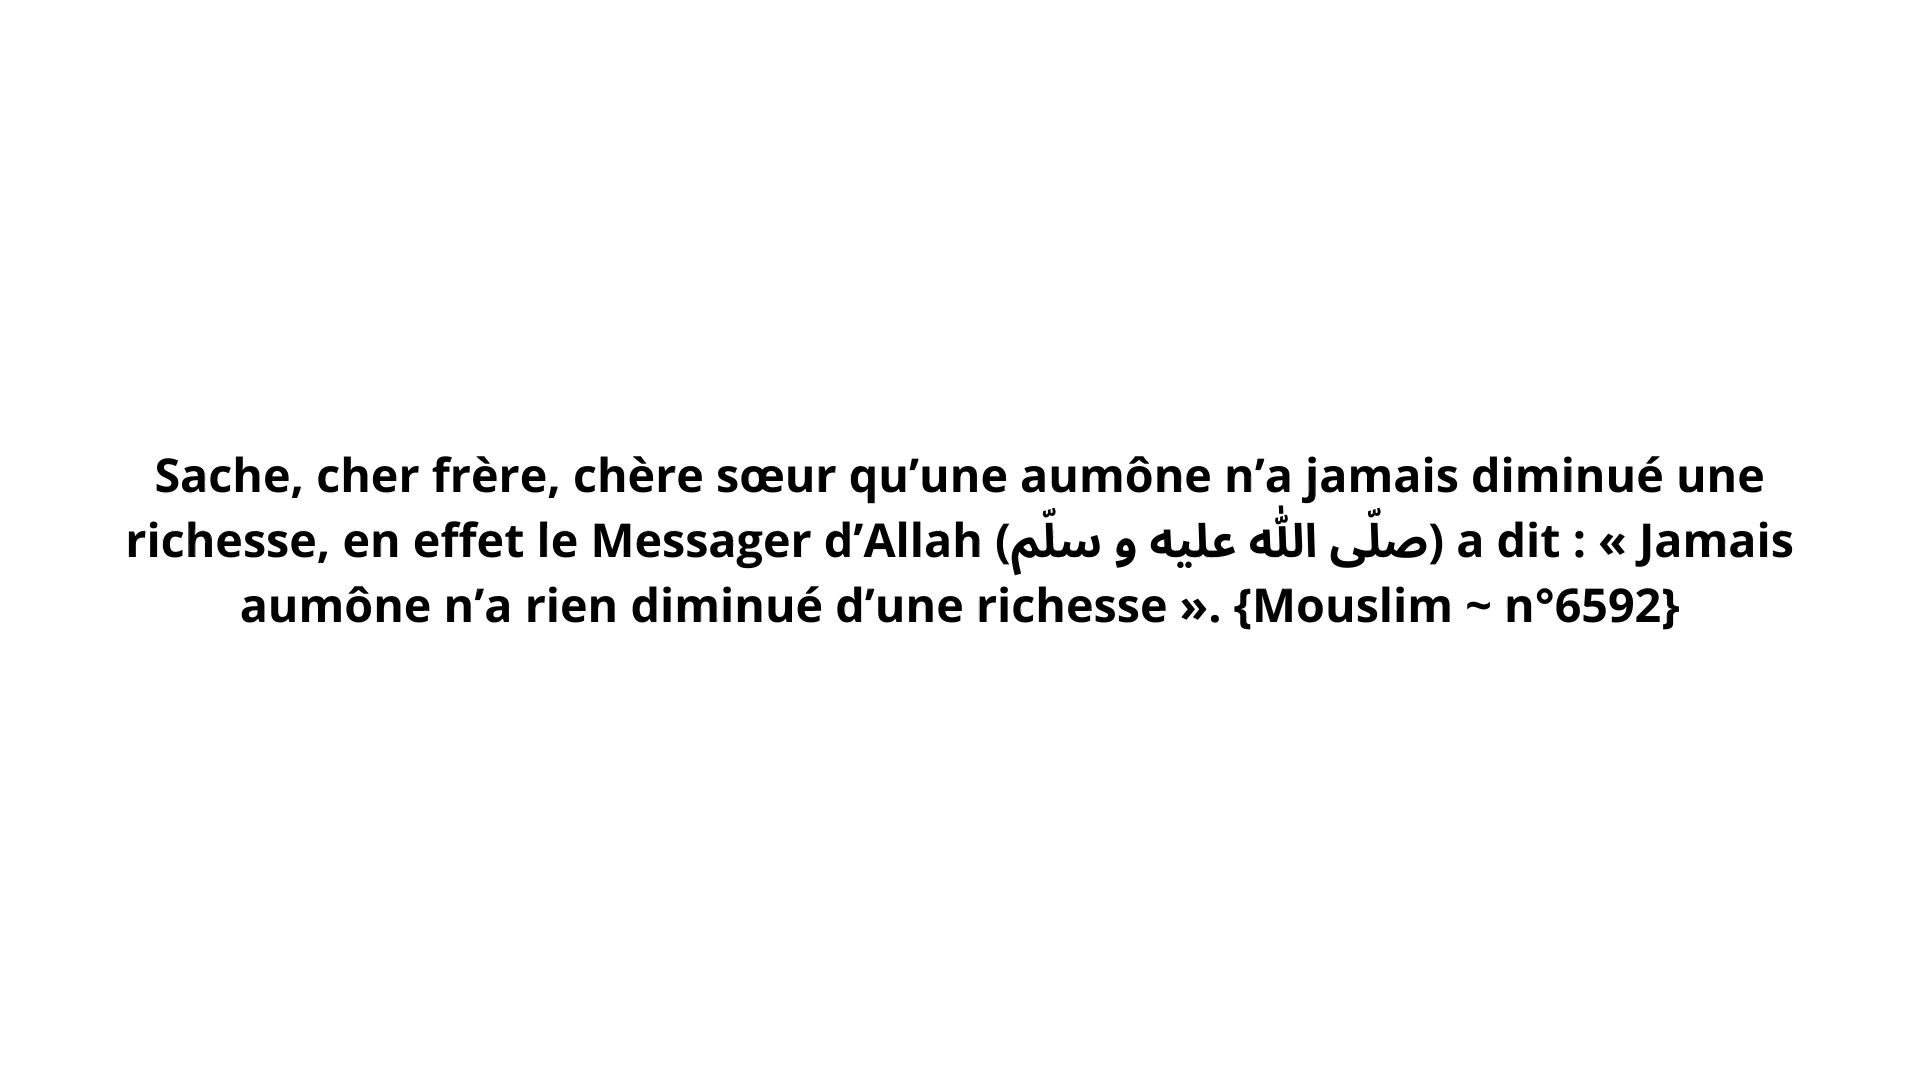 Sache, cher frère, chère sœur qu’une aumône n’a jamais diminué une
richesse, en effet le Messager d’Allah (صلّى الله عليه و سلّم) a dit : « Jamais
aumône n’a rien diminué d’une richesse ». {Mouslim ~ n°6592}